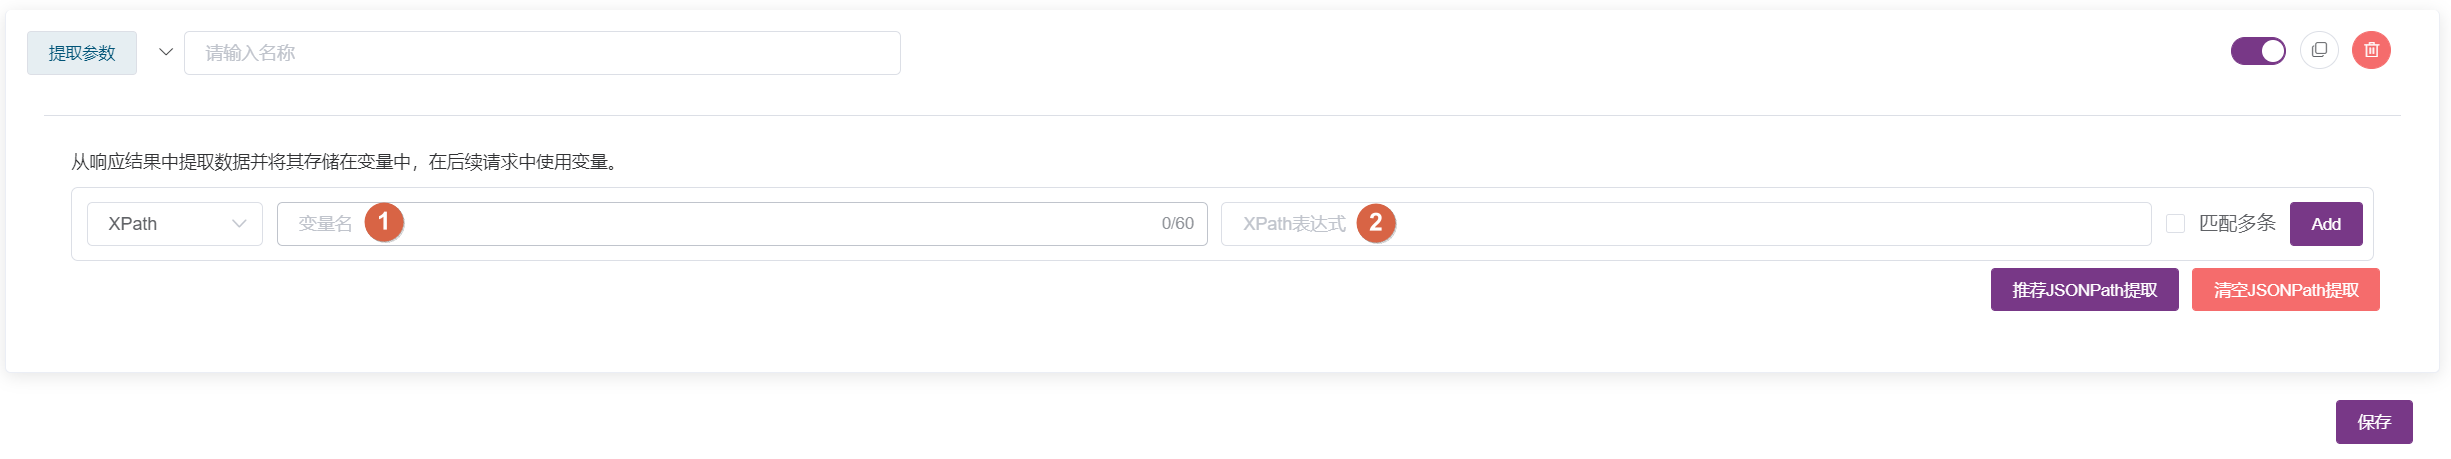 提取参数 请输入名称
从响应结果中提取数据并将其存储在变量中，在后续请求中使用变量。
XPath 变量名 1 0/60 XPath表达式 2 匹配多条 Add
推荐JSONPath提取 清空JSONPath提取
保存